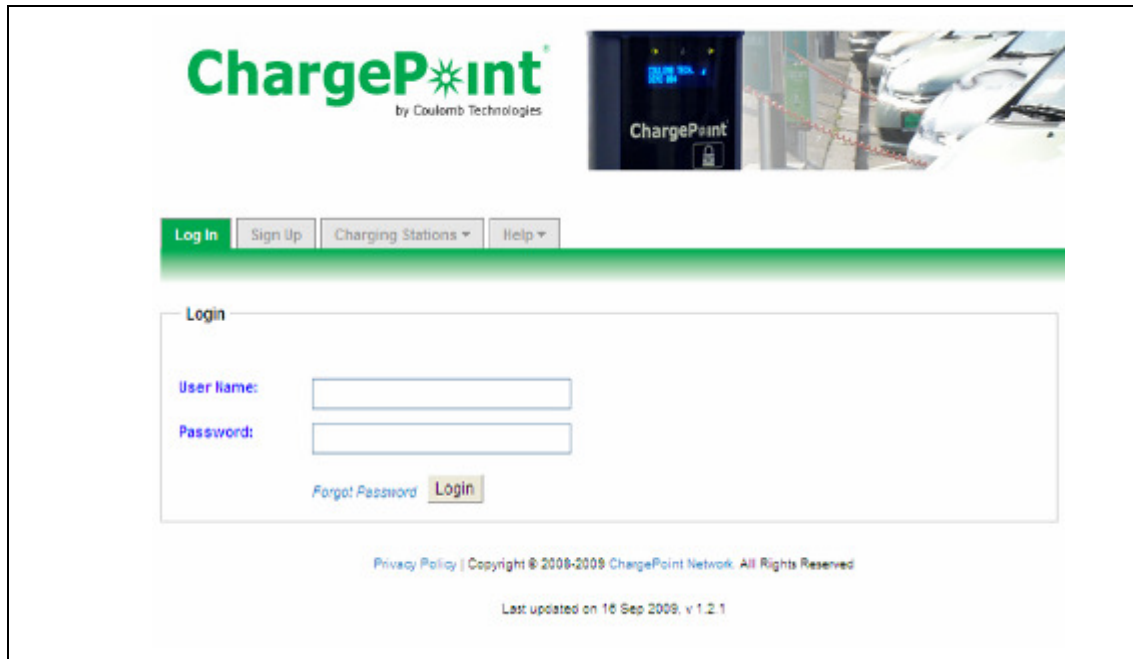 ChargePoint
by Coulomb Technologies
COULOMB TECH.
ChargePoint
Log In
Sign Up
Charging Stations
Help
Login
User Name:
Password:
Forgot Password
Login
Privacy Policy | Copyright © 2008-2009 ChargePoint Network. All Rights Reserved
Last updated on 16 Sep 2009, v 1.2.1